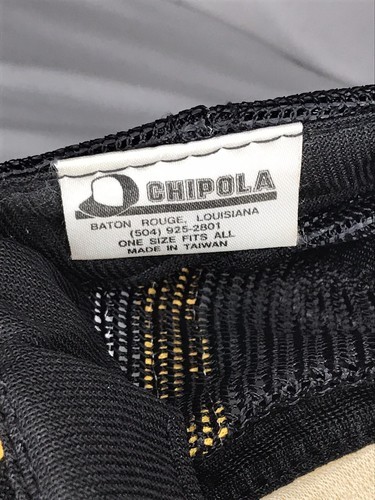 CHIPOLA
BATON ROUGE, LOUISIANA
(504) 925-2801
ONE SIZE FITS ALL
MADE IN TAIWAN